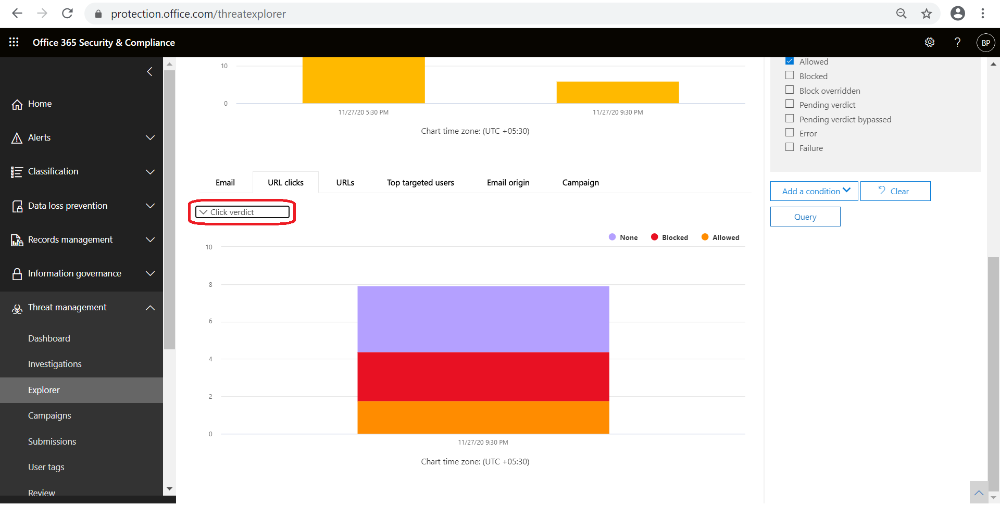 protection.office.com/threatexplorer
Office 365 Security & Compliance
?
BP
Home
Alerts
Classification
Data loss prevention
Records management
Information governance
Threat management
Dashboard
Investigations
Explorer
Campaigns
Submissions
User tags
Review
10
0
11/27/20 5:30 PM
11/27/20 9:30 PM
Chart time zone: (UTC +05:30)
Email
URL clicks
URLs
Top targeted users
Email origin
Campaign
Click verdict
None
Blocked
Allowed
10
8
6
4
2
0
11/27/20 9:30 PM
Chart time zone: (UTC +05:30)
Allowed
Blocked
Block overridden
Pending verdict
Pending verdict bypassed
Error
Failure
Add a condition
Clear
Query